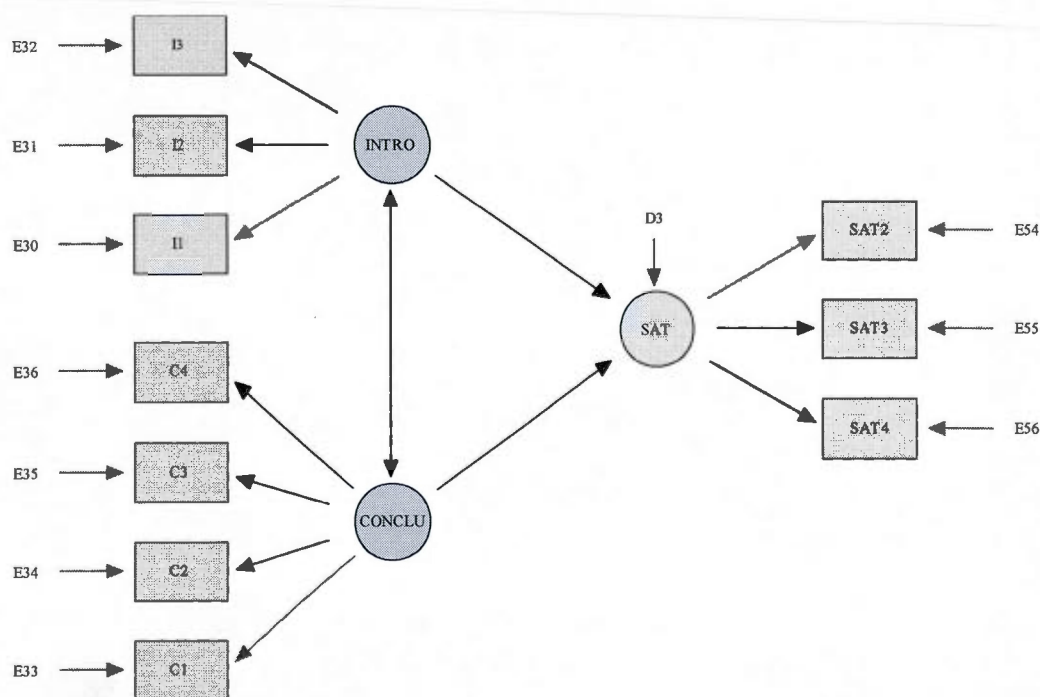 E32
I3
E31
I2
INTRO
E30
I1
D3
SAT2
E54
SAT
SAT3
E55
E36
C4
SAT4
E56
E35
C3
CONCLU
E34
C2
E33
C1